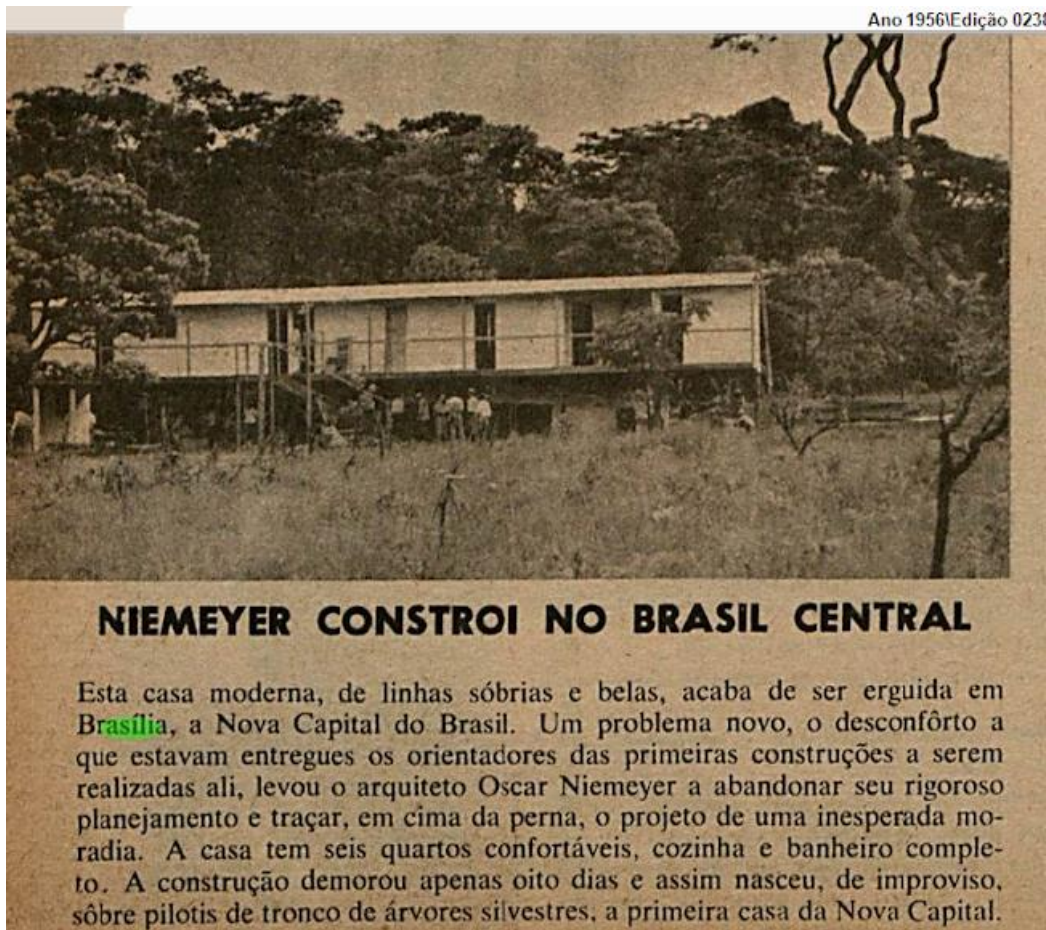 Ano 1956\Edição 0238
NIEMEYER CONSTROI NO BRASIL CENTRAL
Esta casa moderna, de linhas sóbrias e belas, acaba de ser erguida em
Brasília, a Nova Capital do Brasil. Um problema novo, o desconfôrto a
que estavam entregues os orientadores das primeiras construções a serem
realizadas ali, levou o arquiteto Oscar Niemeyer a abandonar seu rigoroso
planejamento e traçar, em cima da perna, o projeto de uma inesperada mo-
radia. A casa tem seis quartos confortáveis, cozinha e banheiro comple-
to. A construção demorou apenas oito dias e assim nasceu, de improviso,
sôbre pilotis de tronco de árvores silvestres, a primeira casa da Nova Capital.